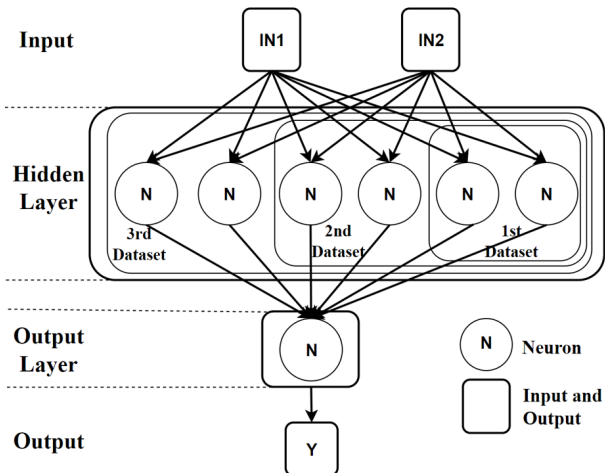 Input
IN1
IN2
Hidden
Layer
N
N
N
N
N
N
3rd
Dataset
2nd
Dataset
1st
Dataset
Output
Layer
N
N
Neuron
Input and
Output
Output
Y